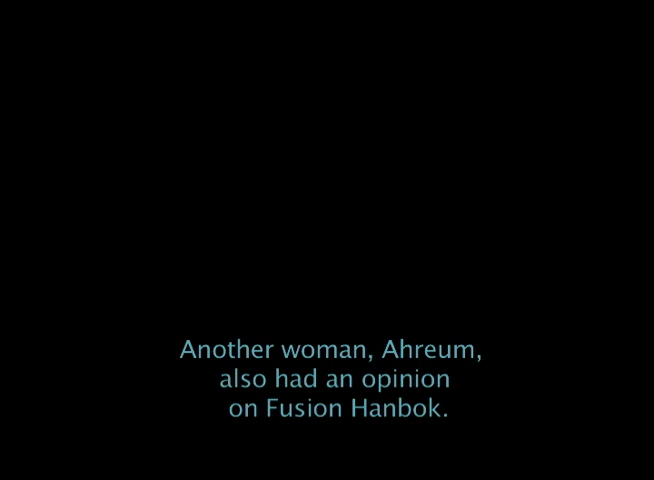 Another woman, Ahreum,
also had an opinion
on Fusion Hanbok.